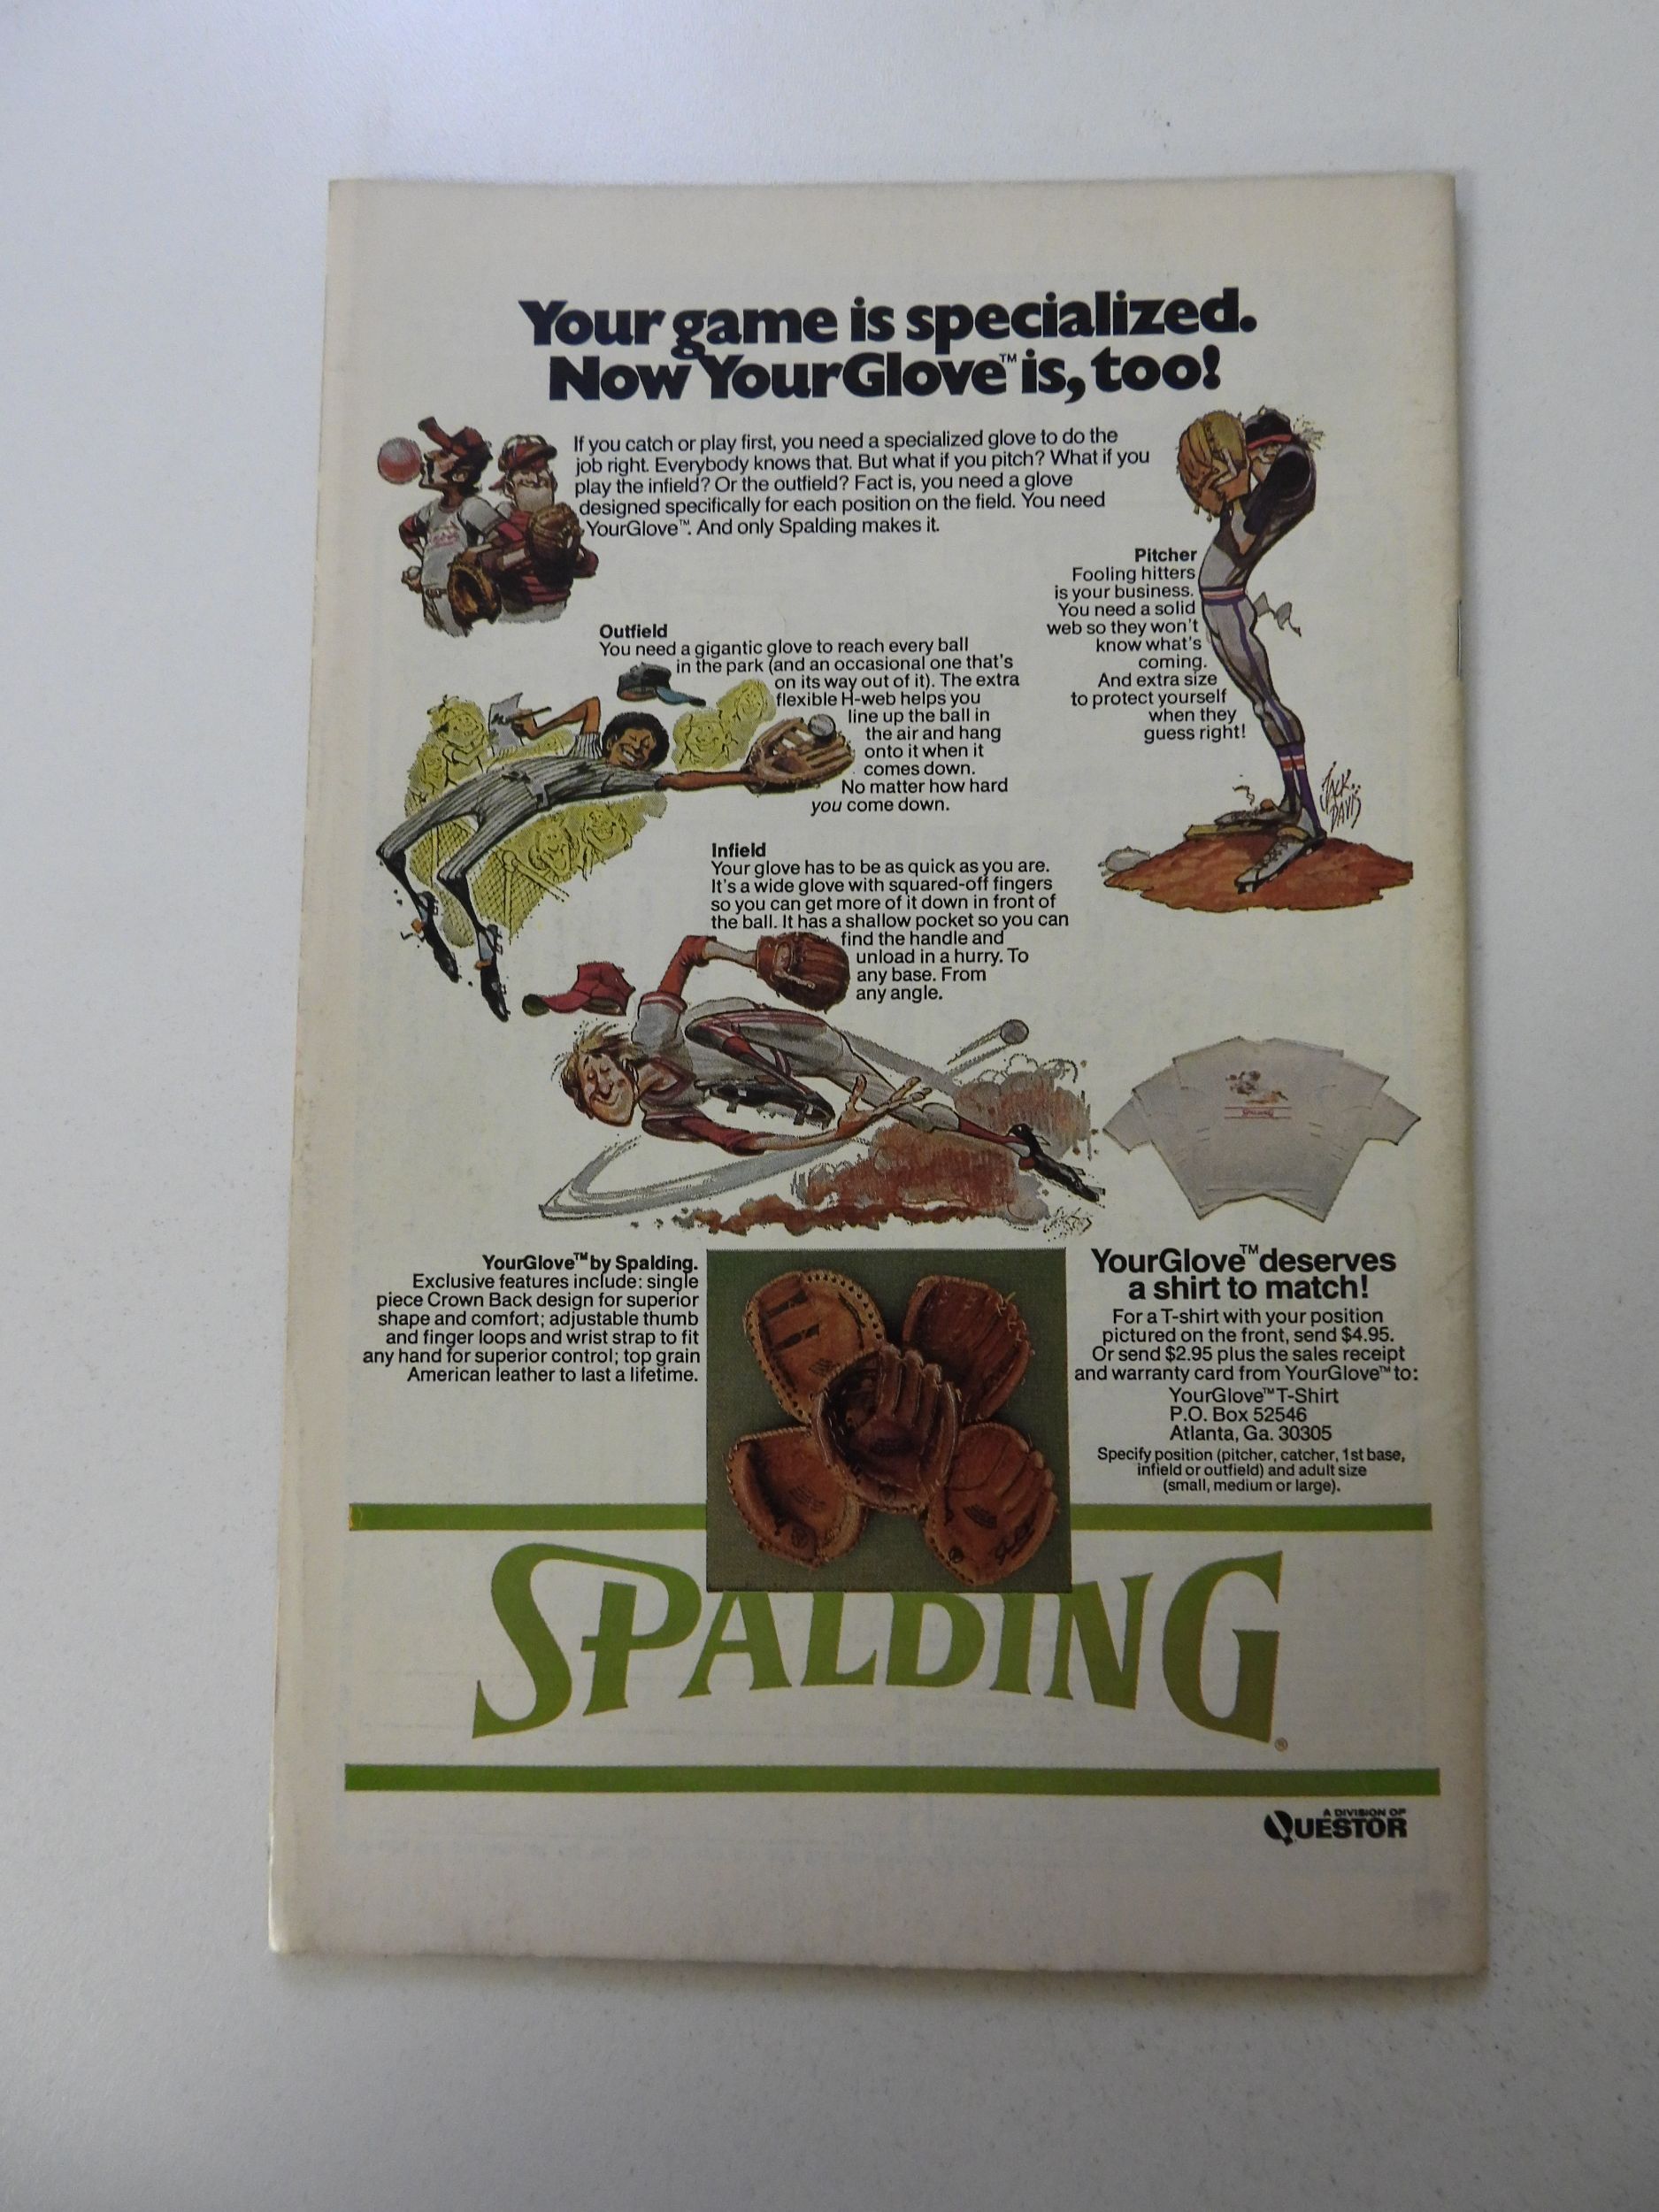 Your game is specialized.
Now YourGlove™ is, too!
If you catch or play first, you need a specialized glove to do the
job right. Everybody knows that. But what if you pitch? What if you
play the infield? Or the outfield? Fact is, you need a glove
designed specifically for each position on the field. You need
YourGlove™. And only Spalding makes it.
Pitcher
Fooling hitters
is your business.
You need a solid
web so they won't
know what's
coming.
And extra size
to protect yourself
when they
guess right!
JACK
DAVIS
Outfield
You need a gigantic glove to reach every ball
in the park (and an occasional one that's
on its way out of it). The extra
flexible H-web helps you
line up the ball in
the air and hang
onto it when it
comes down.
No matter how hard
you come down.
Infield
Your glove has to be as quick as you are.
It's a wide glove with squared-off fingers
so you can get more of it down in front of
the ball. It has a shallow pocket so you can
find the handle and
unload in a hurry. To
any base. From
any angle.
SPALDING
YourGlove™ by Spalding.
Exclusive features include: single
piece Crown Back design for superior
shape and comfort; adjustable thumb
and finger loops and wrist strap to fit
any hand for superior control; top grain
American leather to last a lifetime.
YourGlove™ deserves
a shirt to match!
For a T-shirt with your position
pictured on the front, send $4.95.
Or send $2.95 plus the sales receipt
and warranty card from YourGlove™ to:
YourGlove™ T-Shirt
P.O. Box 52546
Atlanta, Ga. 30305
Specify position (pitcher, catcher, 1st base,
infield or outfield) and adult size
(small, medium or large).
SPALDING®
A DIVISION OF
QUESTOR